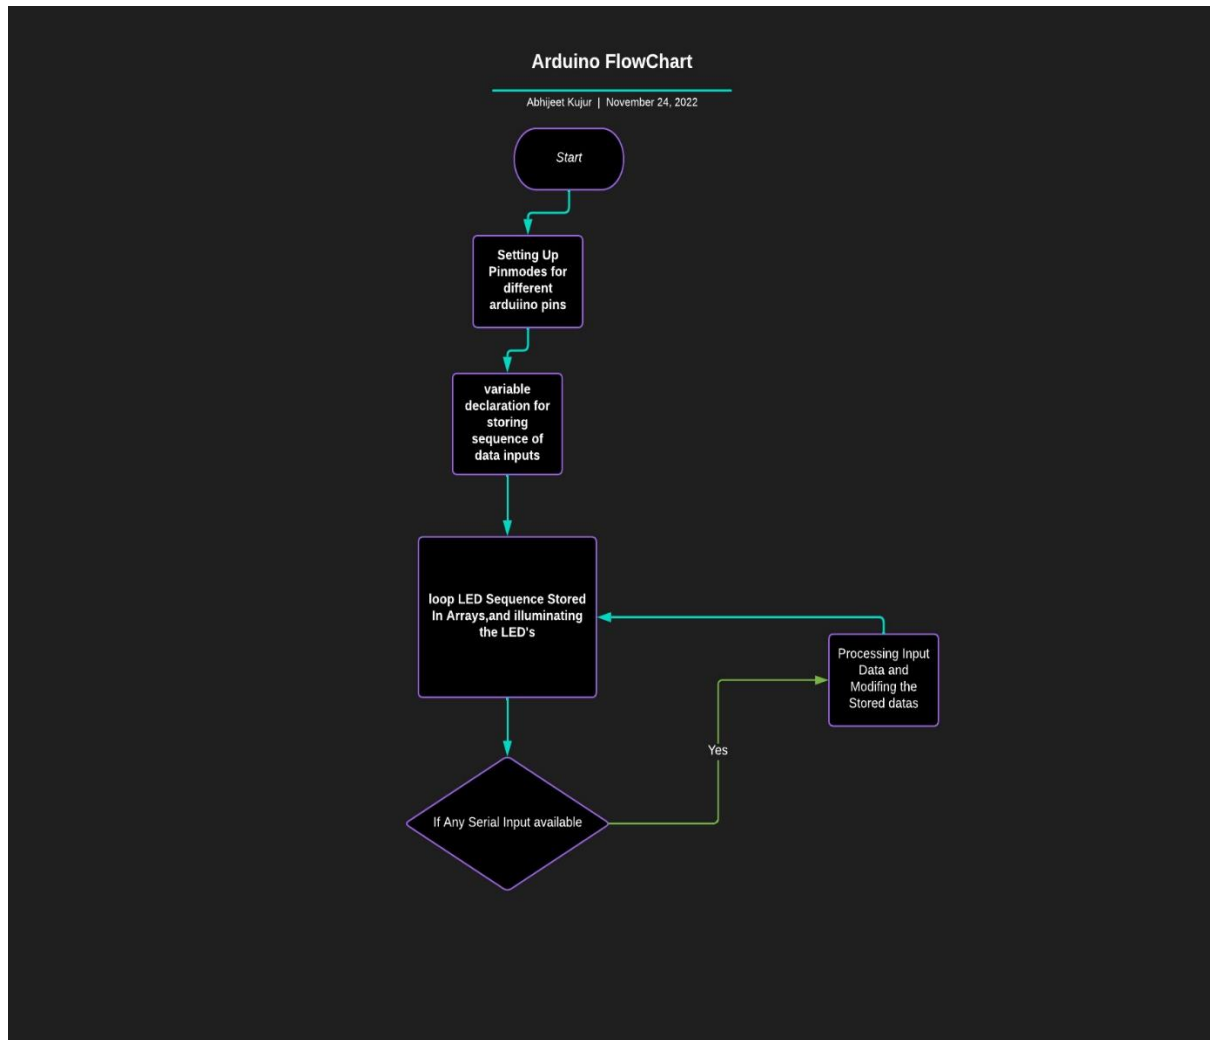 Arduino FlowChart
Abhijeet Kujur | November 24, 2022
Start
Setting Up
Pinmodes for
different
arduiino pins
variable
declaration for
storing
sequence of
data inputs
loop LED Sequence Stored
In Arrays,and illuminating
the LED's
Processing Input
Data and
Modifing the
Stored datas
Yes
If Any Serial Input available